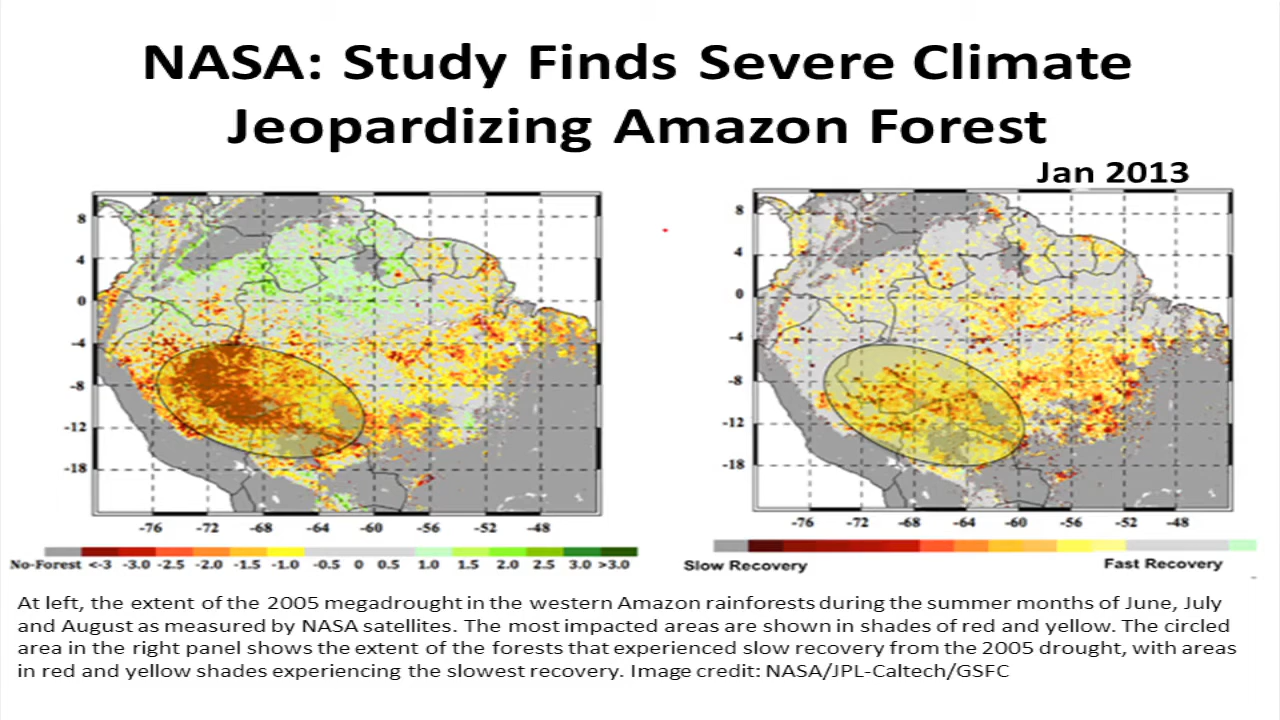 NASA: Study Finds Severe Climate
Jeopardizing Amazon Forest
Jan 2013
8
4
0
-4
-8
-12
-18
-76 -72 -68 -64 -60 -56 -52 -48
No-Forest <-3 -3.0 -2.5 -2.0 -1.5 -1.0 -0.5 0 0.5 1.0 1.5 2.0 2.5 3.0 >3.0
8
4
0
-4
-8
-12
-18
-76 -72 -68 -64 -60 -56 -52 -48
Slow Recovery Fast Recovery
At left, the extent of the 2005 megadrought in the western Amazon rainforests during the summer months of June, July
and August as measured by NASA satellites. The most impacted areas are shown in shades of red and yellow. The circled
area in the right panel shows the extent of the forests that experienced slow recovery from the 2005 drought, with areas
in red and yellow shades experiencing the slowest recovery. Image credit: NASA/JPL-Caltech/GSFC